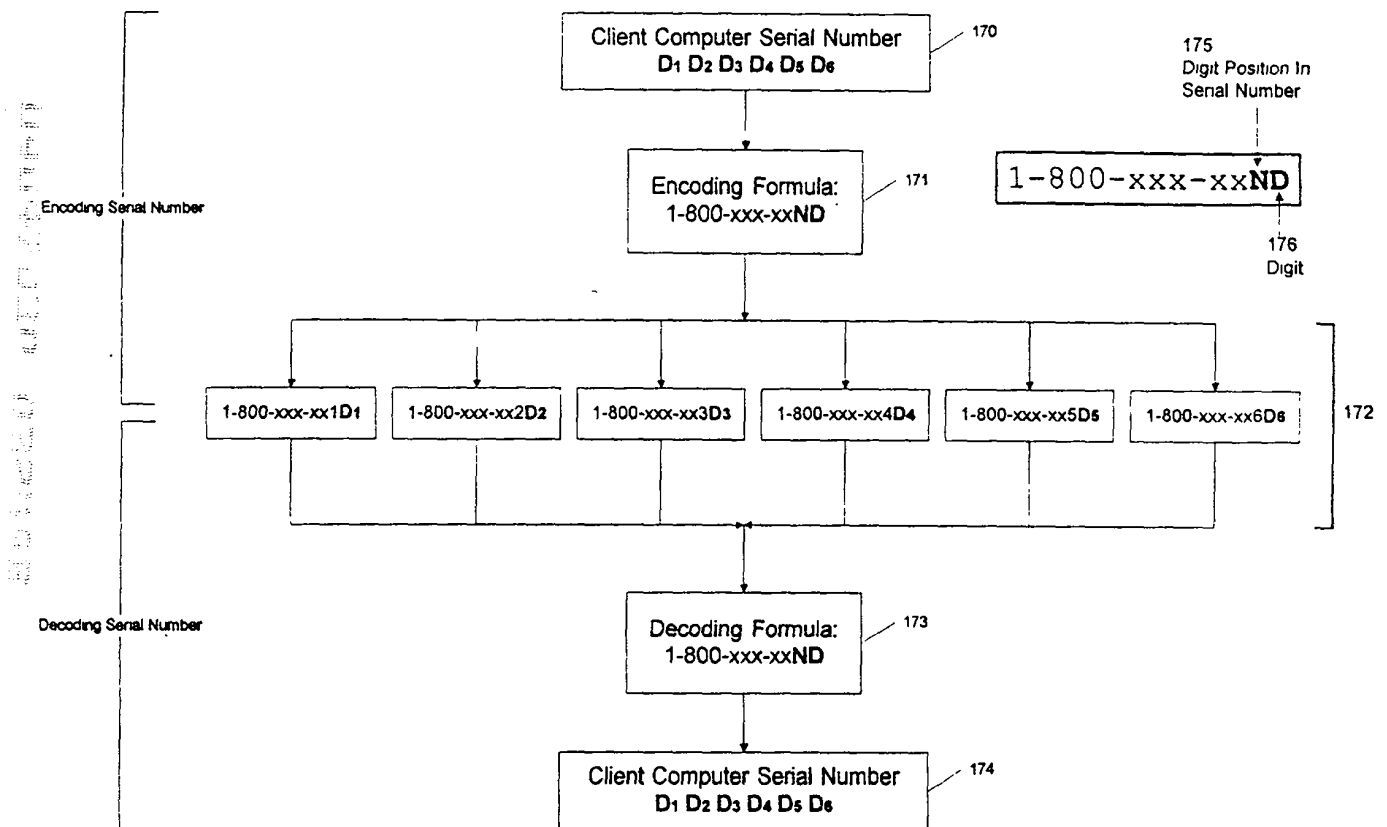 Client Computer Serial Number
D1 D2 D3 D4 D5 D6
170
175
Digit Position In
Serial Number
Encoding Formula:
1-800-xxx-xxND
171
1-800-xxx-xxND
176
Digit
Encoding Serial Number
1-800-xxx-xx1D1
1-800-xxx-xx2D2
1-800-xxx-xx3D3
1-800-xxx-xx4D4
1-800-xxx-xx5D5
1-800-xxx-xx6D6
172
Decoding Serial Number
Decoding Formula:
1-800-xxx-xxND
173
Client Computer Serial Number
D1 D2 D3 D4 D5 D6
174